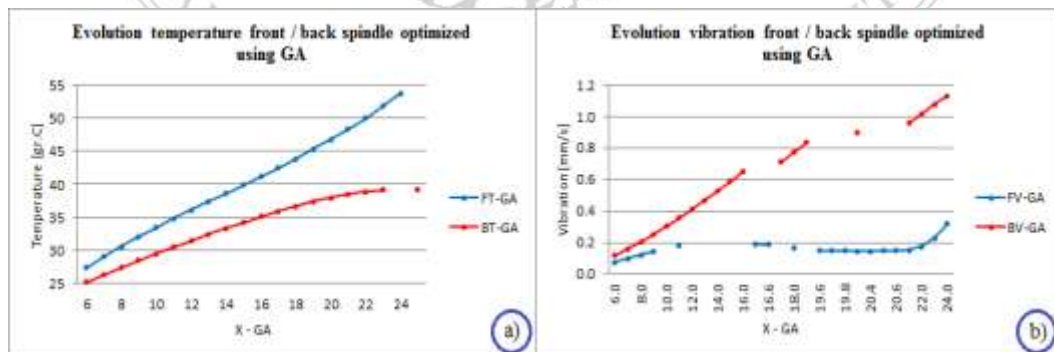 Evolution temperature front / back spindle optimized
using GA
Temperature [gr.C]
55
50
45
40
35
30
25
6 8 10 12 14 16 18 20 22 24
X - GA
FT-GA
BT-GA
a)
Evolution vibration front / back spindle optimized
using GA
Vibration [mm/s]
1.2
1.0
0.8
0.6
0.4
0.2
0.0
6.0 8.0 11.0 12.0 14.0 16.0 16.6 18.0 19.6 19.8 20.4 20.6 22.0 24.0
X - GA
FV-GA
BV-GA
b)